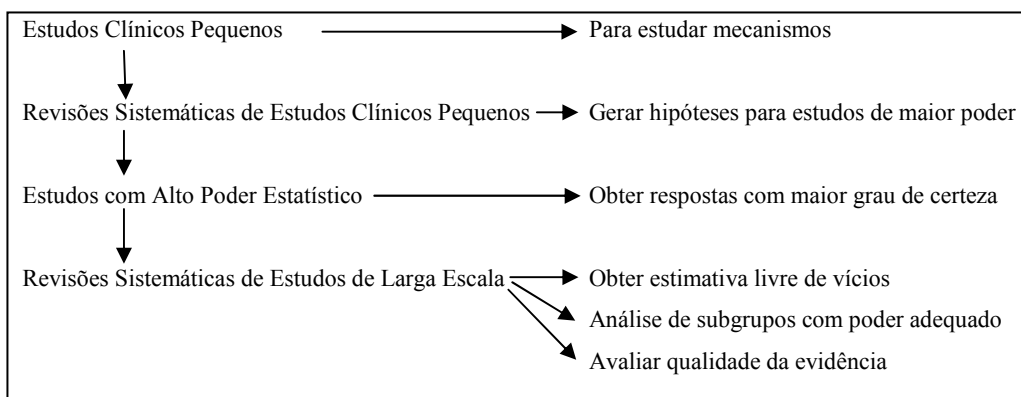 Estudos Clínicos Pequenos Para estudar mecanismos
Revisões Sistemáticas de Estudos Clínicos Pequenos Gerar hipóteses para estudos de maior poder
Estudos com Alto Poder Estatístico Obter respostas com maior grau de certeza
Revisões Sistemáticas de Estudos de Larga Escala Obter estimativa livre de vícios
Análise de subgrupos com poder adequado
Avaliar qualidade da evidência